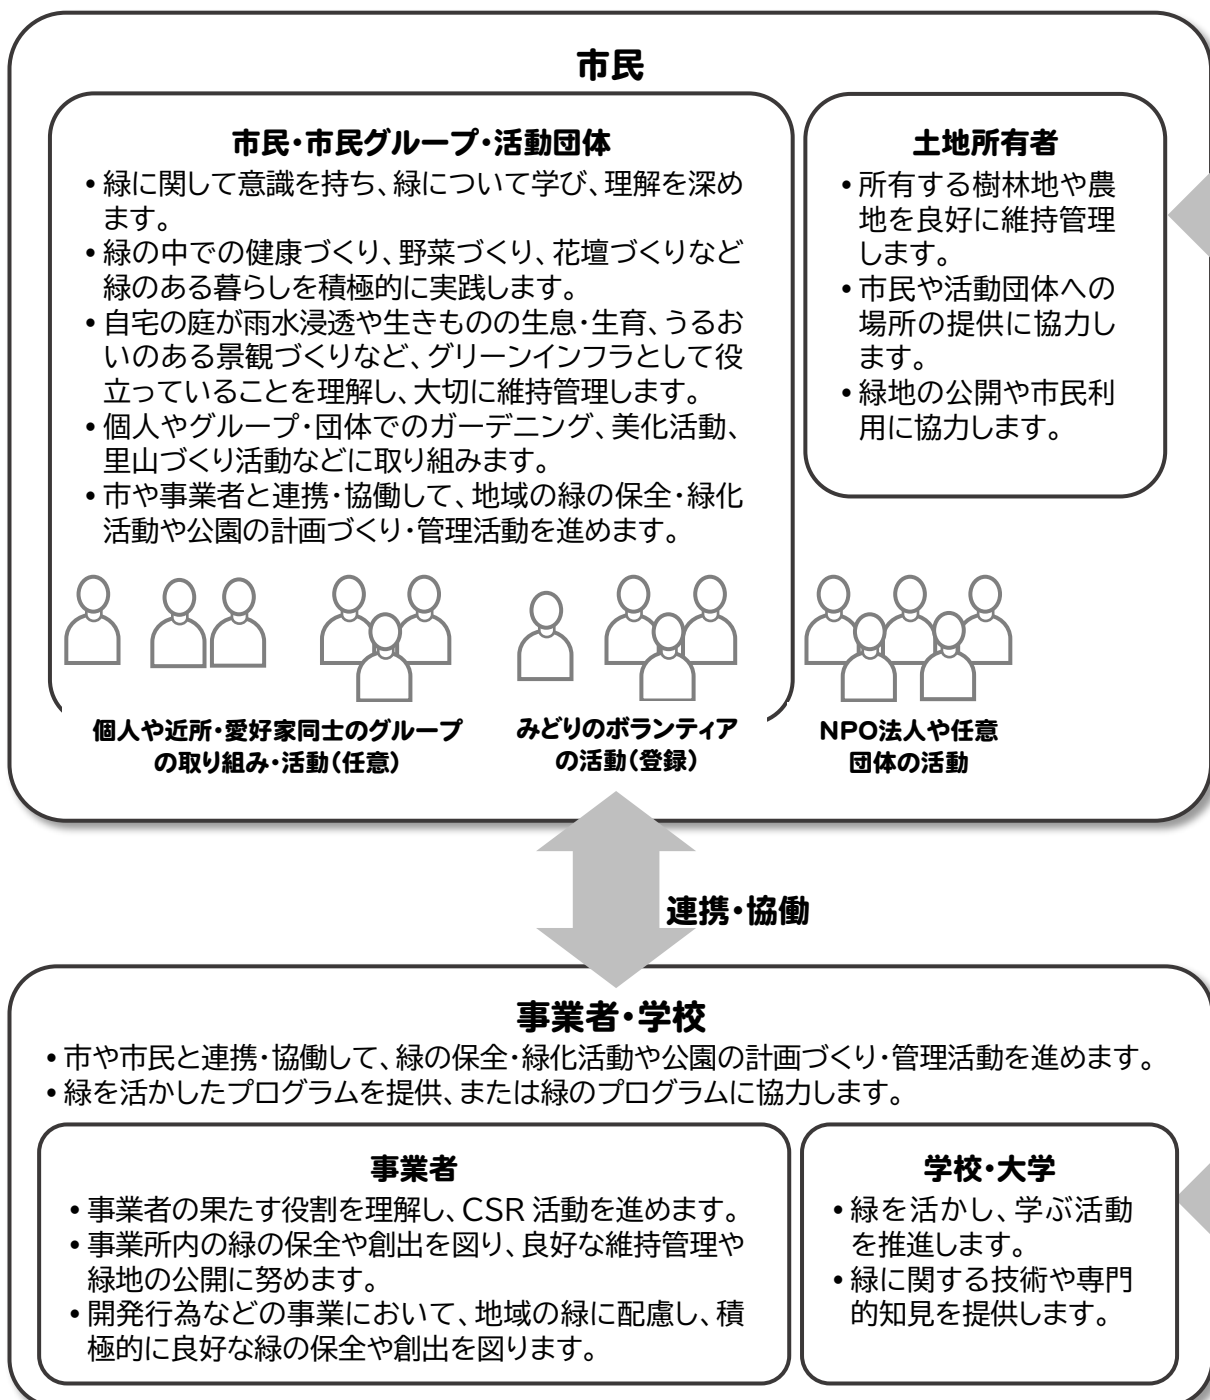 市民
市民・市民グループ・活動団体
• 緑に関して意識を持ち、緑について学び、理解を深め
ます。
• 緑の中での健康づくり、野菜づくり、花壇づくりなど
緑のある暮らしを積極的に実践します。
• 自宅の庭が雨水浸透や生きものの生息・生育、うるお
いのある景観づくりなど、グリーンインフラとして役
立っていることを理解し、大切に維持管理します。
• 個人やグループ・団体でのガーデニング、美化活動、
里山づくり活動などに取り組みます。
• 市や事業者と連携・協働して、地域の緑の保全・緑化
活動や公園の計画づくり・管理活動を進めます。
土地所有者
• 所有する樹林地や農
地を良好に維持管理
します。
• 市民や活動団体への
場所の提供に協力し
ます。
• 緑地の公開や市民利
用に協力します。
個人や近所・愛好家同士のグループ
の取り組み・活動(任意)
みどりのボランティア
の活動(登録)
NPO法人や任意
団体の活動
連携・協働
事業者・学校
• 市や市民と連携・協働して、緑の保全・緑化活動や公園の計画づくり・管理活動を進めます。
• 緑を活かしたプログラムを提供、または緑のプログラムに協力します。
事業者
• 事業者の果たす役割を理解し、CSR 活動を進めます。
• 事業所内の緑の保全や創出を図り、良好な維持管理や
緑地の公開に努めます。
• 開発行為などの事業において、地域の緑に配慮し、積
極的に良好な緑の保全や創出を図ります。
学校・大学
• 緑を活かし、学ぶ活動
を推進します。
• 緑に関する技術や専門
的知見を提供します。